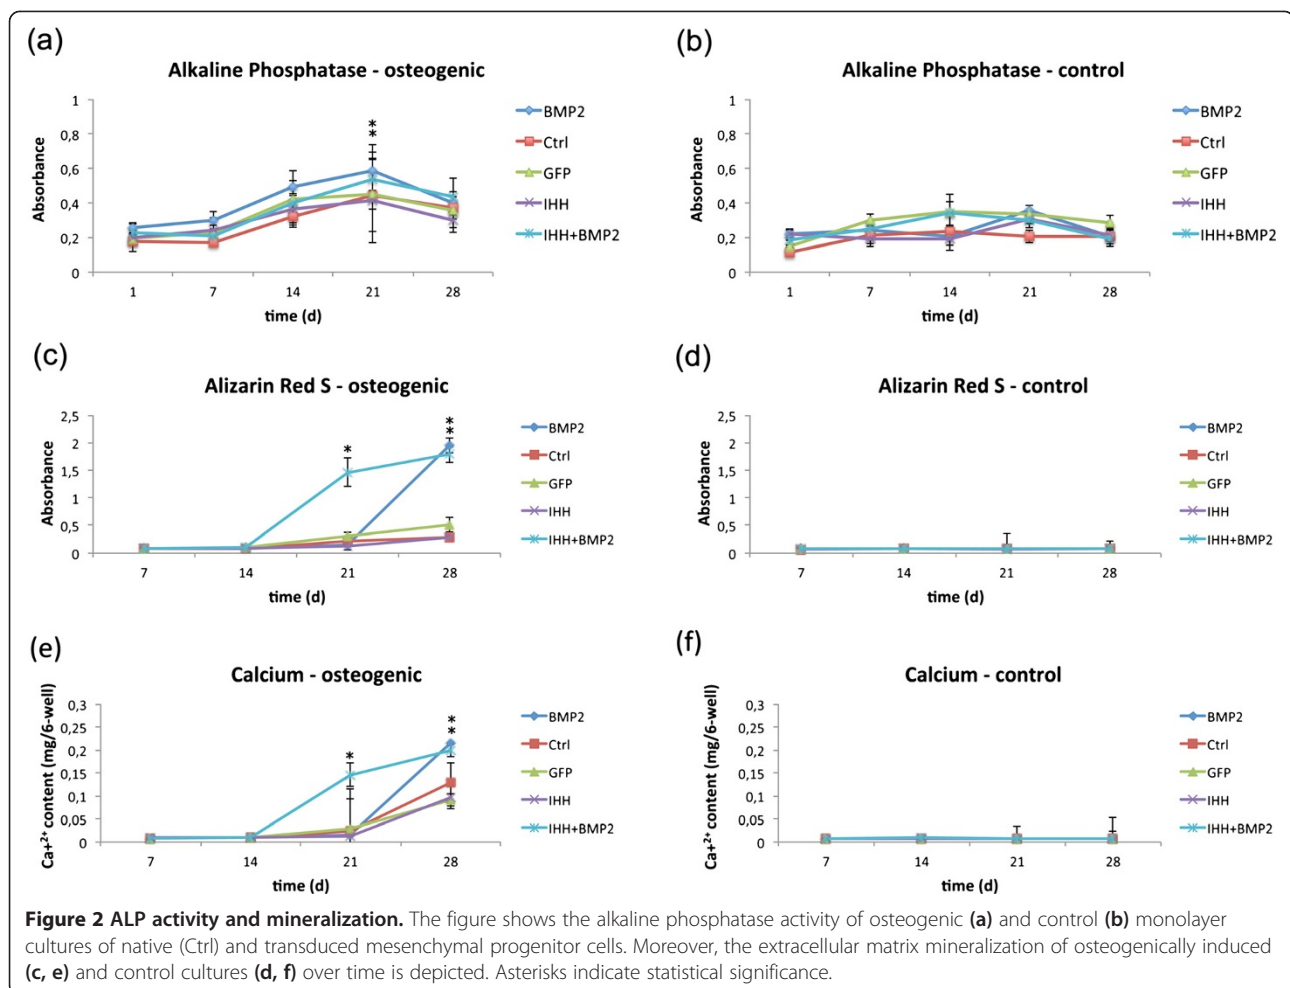 (a)
Alkaline Phosphatase - osteogenic
Absorbance
1
0,8
0,6
0,4
0,2
0
1 7 14 21 28
time (d)
* *
BMP2
Ctrl
GFP
IHH
IHH+BMP2
(b)
Alkaline Phosphatase - control
Absorbance
1
0,8
0,6
0,4
0,2
0
1 7 14 21 28
time (d)
BMP2
Ctrl
GFP
IHH
IHH+BMP2
(c)
Alizarin Red S - osteogenic
Absorbance
2,5
2
1,5
1
0,5
0
7 14 21 28
time (d)
*
* *
BMP2
Ctrl
GFP
IHH
IHH+BMP2
(d)
Alizarin Red S - control
Absorbance
2,5
2
1,5
1
0,5
0
7 14 21 28
time (d)
BMP2
Ctrl
GFP
IHH
IHH+BMP2
(e)
Calcium - osteogenic
Ca+²⁺ content (mg/6-well)
0,3
0,25
0,2
0,15
0,1
0,05
0
7 14 21 28
time (d)
*
* *
BMP2
Ctrl
GFP
IHH
IHH+BMP2
(f)
Calcium - control
Ca+²⁺ content (mg/6-well)
0,3
0,25
0,2
0,15
0,1
0,05
0
7 14 21 28
time (d)
BMP2
Ctrl
GFP
IHH
IHH+BMP2
Figure 2 ALP activity and mineralization. The figure shows the alkaline phosphatase activity of osteogenic (a) and control (b) monolayer
cultures of native (Ctrl) and transduced mesenchymal progenitor cells. Moreover, the extracellular matrix mineralization of osteogenically induced
(c, e) and control cultures (d, f) over time is depicted. Asterisks indicate statistical significance.